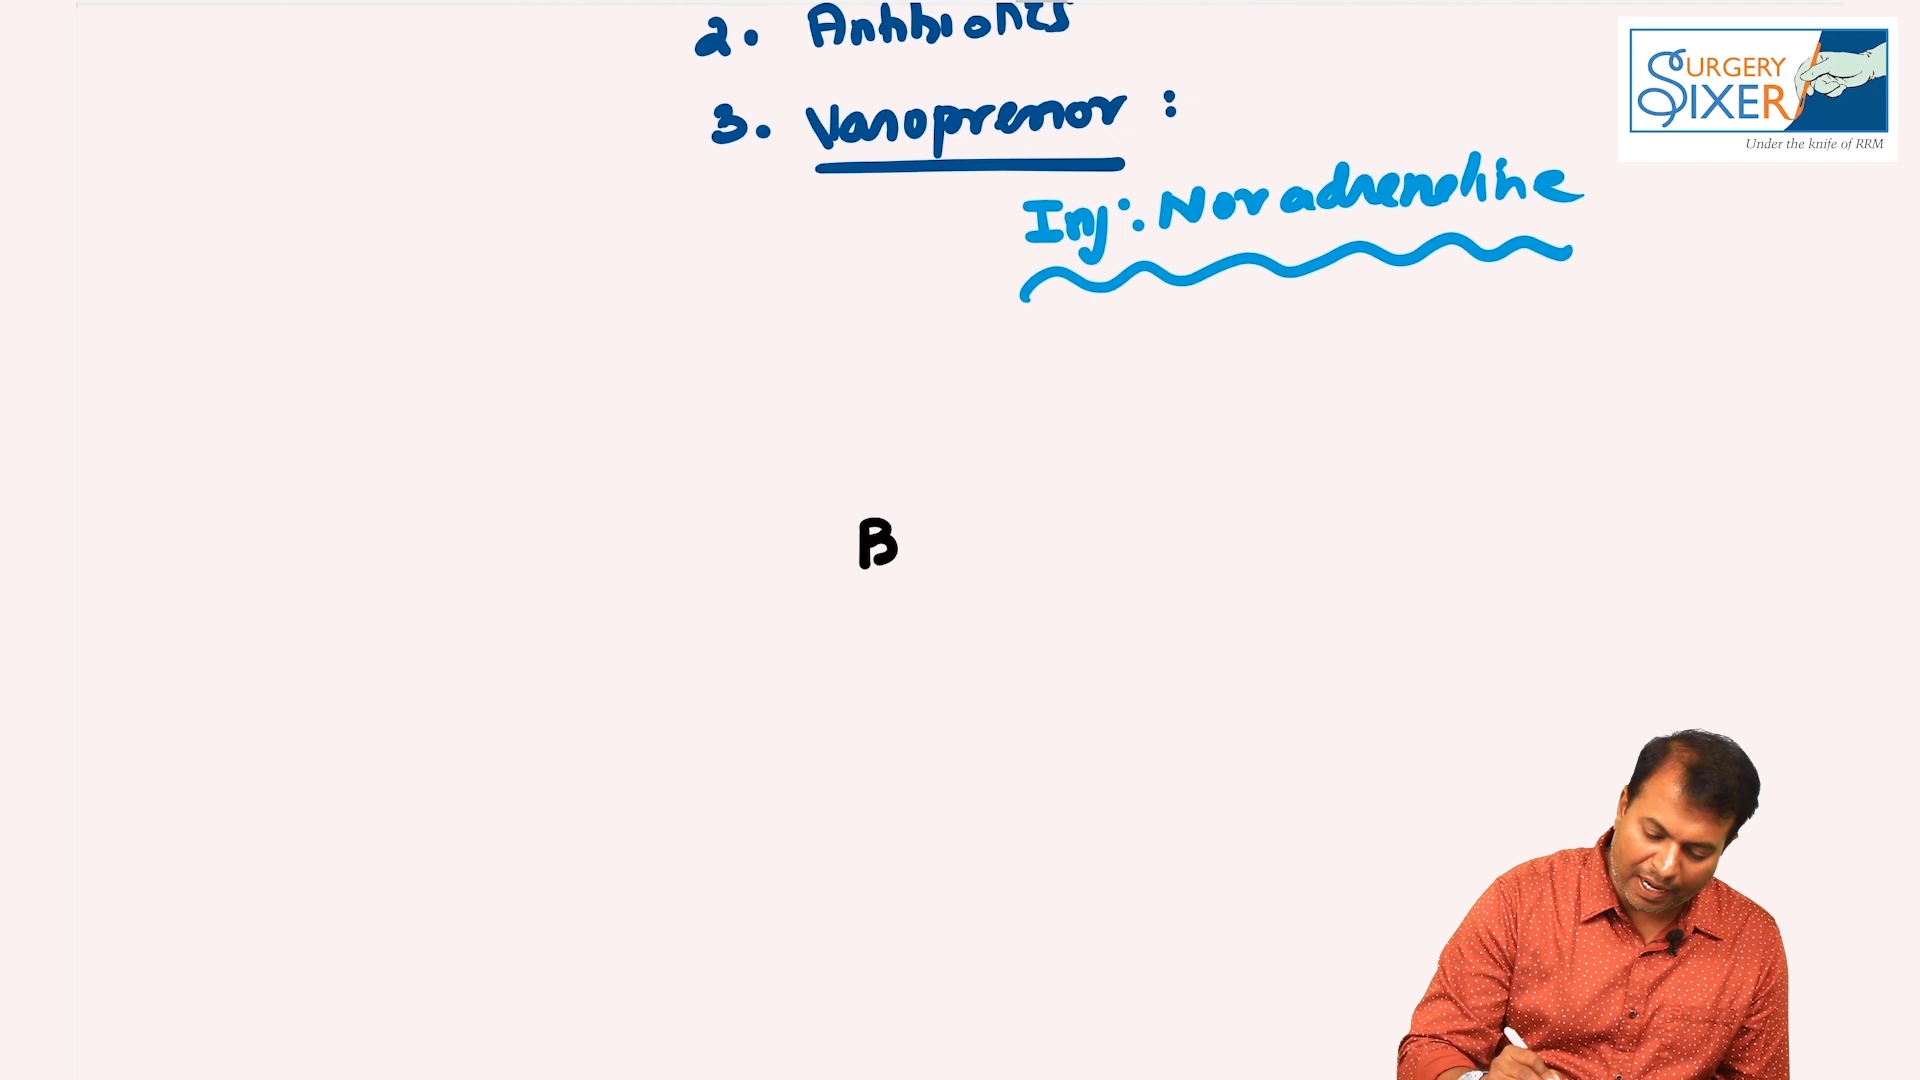 2. Antibiotics
3. Vasopressor :
Inj: Noradrenaline
B
SURGERY
SIXER
Under the knife of RRM